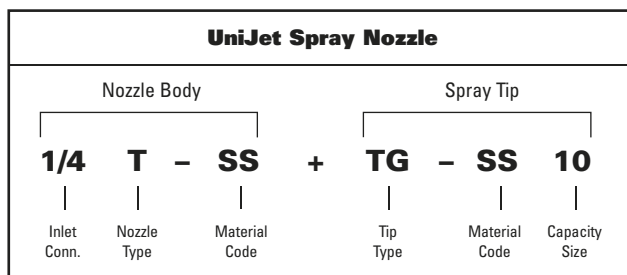 UniJet Spray Nozzle
Nozzle Body Spray Tip
1/4 T – SS + TG – SS 10
Inlet Conn. Nozzle Type Material Code Tip Type Material Code Capacity Size